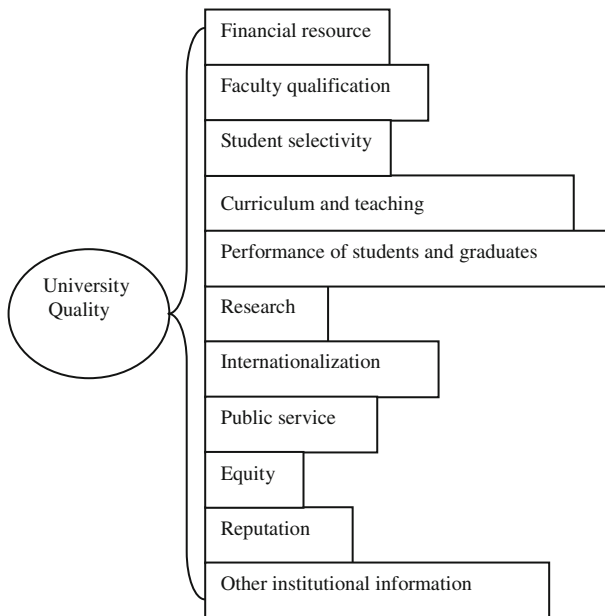 Financial resource
Faculty qualification
Student selectivity
Curriculum and teaching
Performance of students and graduates
University
Quality
Research
Internationalization
Public service
Equity
Reputation
Other institutional information